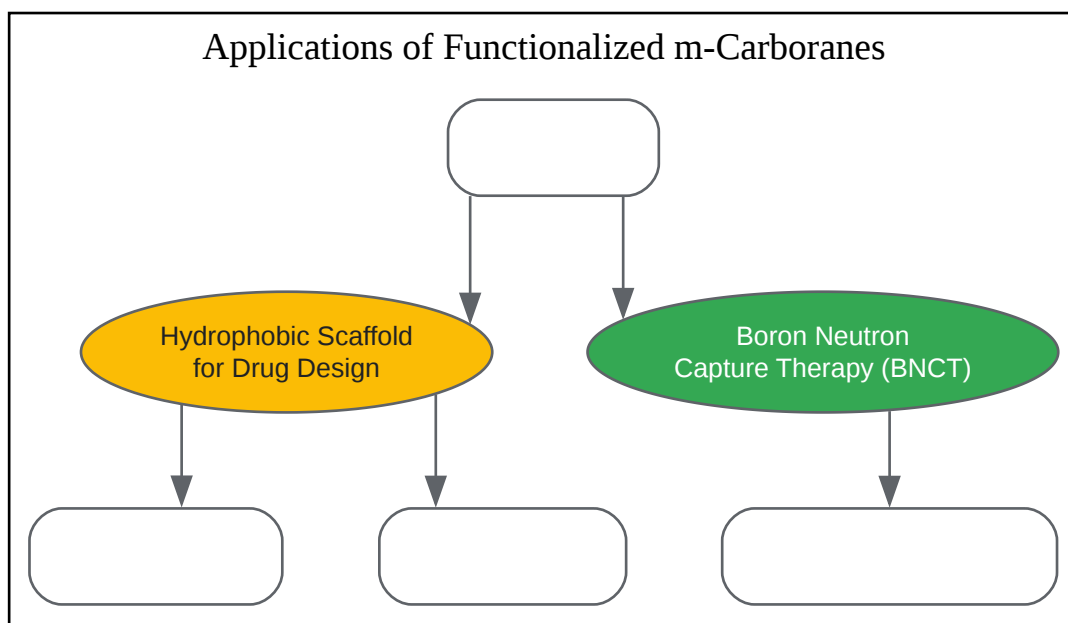 Applications of Functionalized m-Carboranes
Hydrophobic Scaffold
for Drug Design
Boron Neutron
Capture Therapy (BNCT)